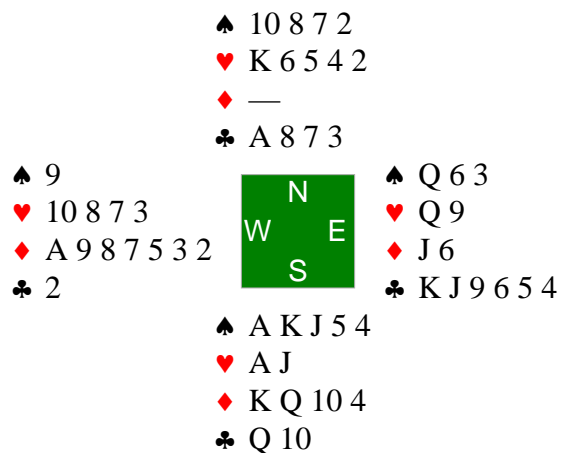 ♠ 10 8 7 2
♥ K 6 5 4 2
♦ —
♣ A 8 7 3
♠ 9
♥ 10 8 7 3
♦ A 9 8 7 5 3 2
♣ 2
N
W E
S
♠ Q 6 3
♥ Q 9
♦ J 6
♣ K J 9 6 5 4
♠ A K J 5 4
♥ A J
♦ K Q 10 4
♣ Q 10